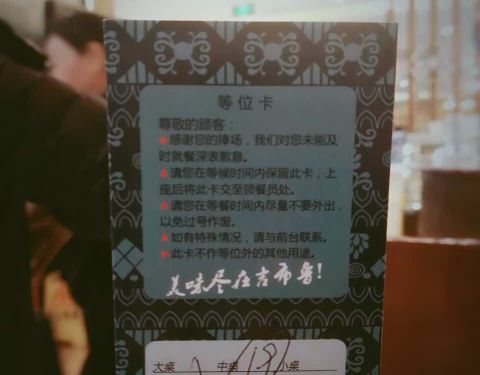 等位卡
尊敬的顾客：
感谢您的捧场，我们对您未能及
时就餐深表歉意。
请您在等候时间内保留此卡，上
座后将此卡交至领餐员处。
请您在等餐时间内尽量不要外出，
以免过号作废。
如有特殊情况，请与前台联系。
此卡不作等位外的其他用途。
美味尽在吉布鲁！
大桌 中桌 小桌